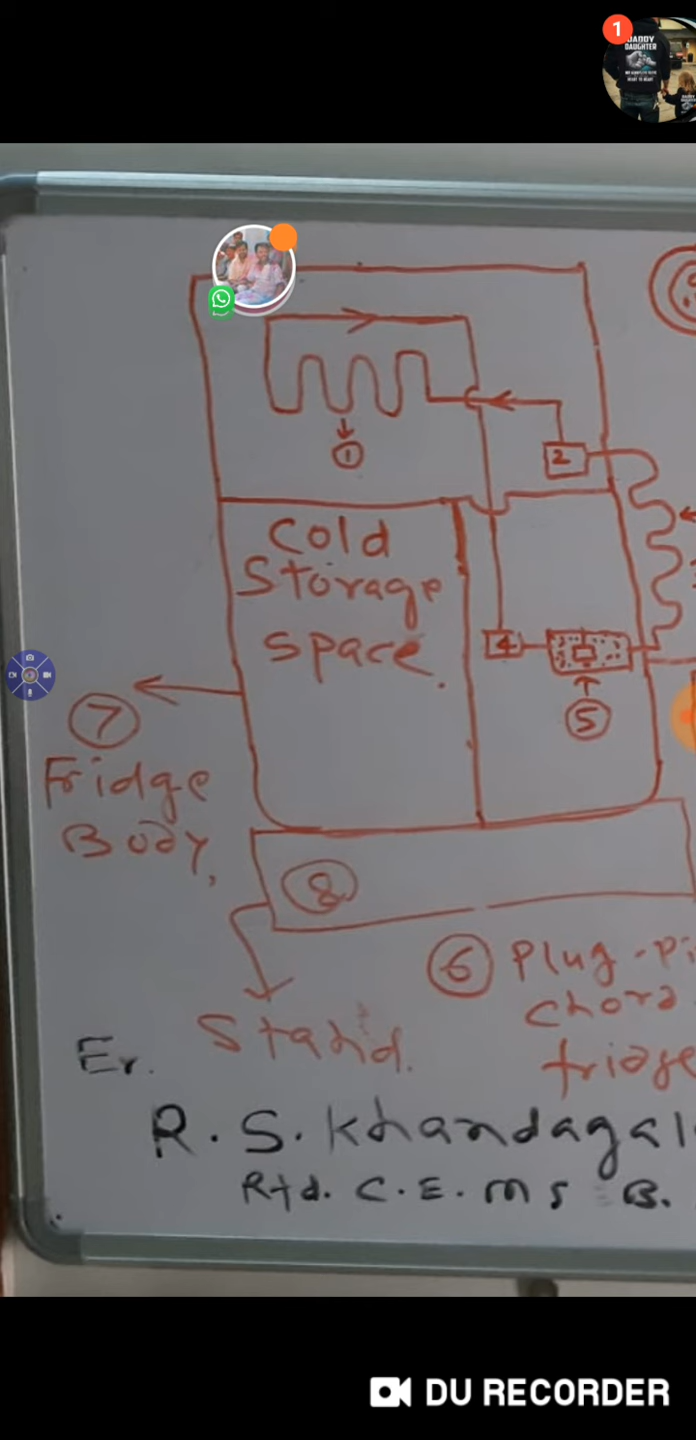 1
DADDY
DAUGHTER
1
2
Cold
Storage
space.
4
5
7
Fridge
Body.
8
6 Plug-Pi
chord
fridge
Stand.
Er.
R. S. Khandagal
Rtd. C. E. MS B.
DU RECORDER